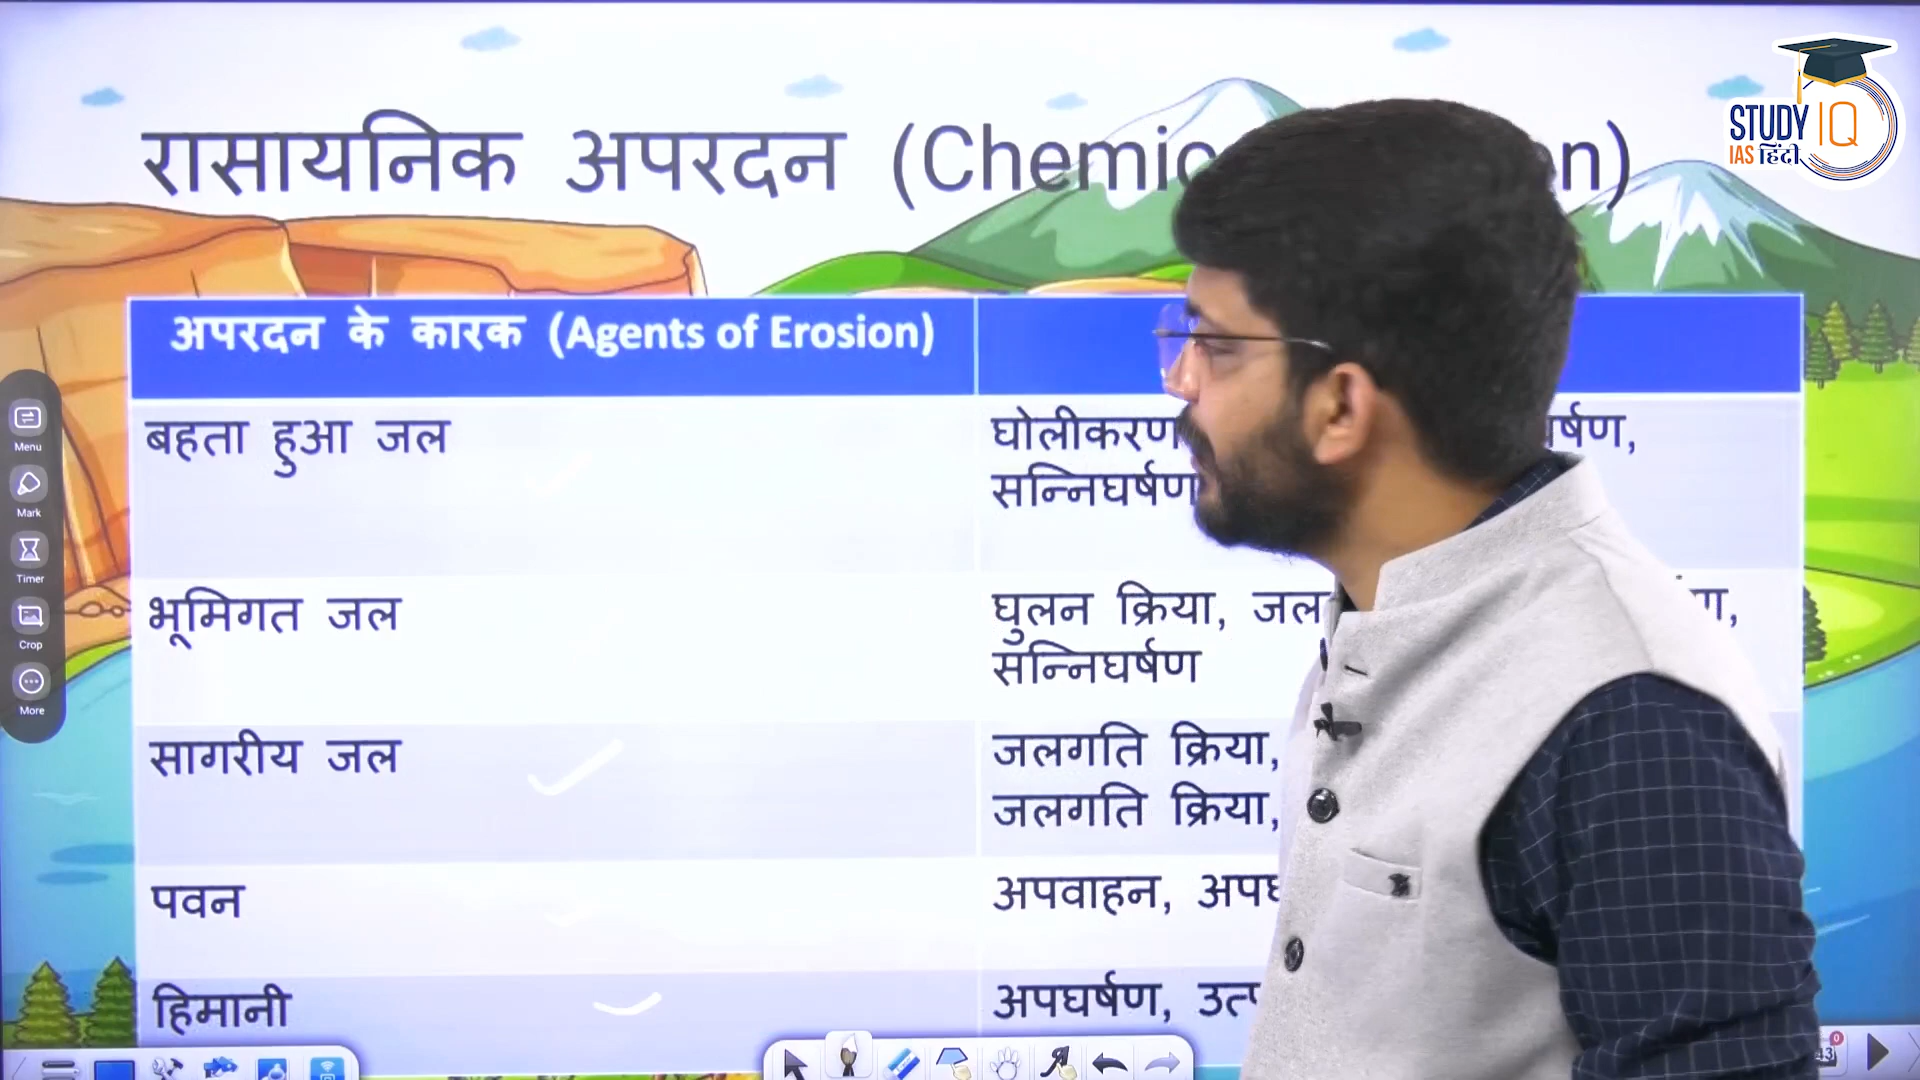 रासायनिक अपरदन (Chemic
STUDY IQ
IAS हिंदी
अपरदन के कारक (Agents of Erosion)
बहता हुआ जल
घोलीकरण
सन्निघर्षण
भूमिगत जल
घुलन क्रिया, जल
सन्निघर्षण
सागरीय जल
जलगति क्रिया,
जलगति क्रिया,
पवन
अपवाहन,
हिमानी
अपघर्षण,
Menu
Mark
Timer
Crop
More